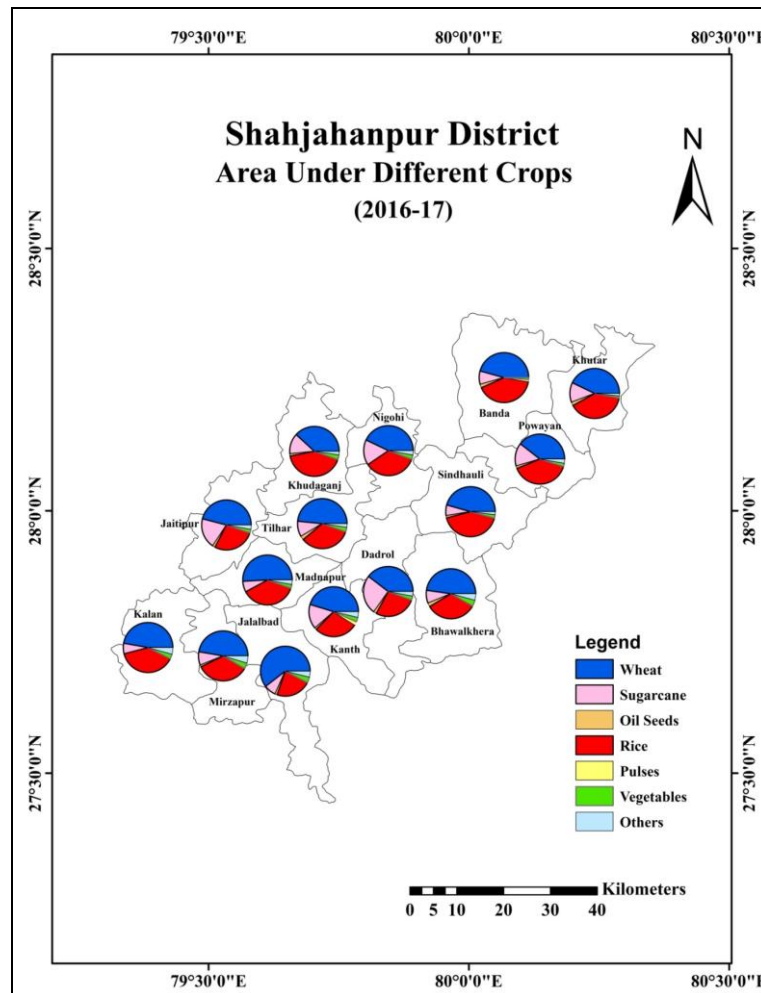 79°30'0"E 80°0'0"E 80°30'0"E
Shahjahanpur District
Area Under Different Crops
(2016-17)
N
28°30'0"N 28°30'0"N
Khutar
Banda
Powayan
Nigohi
Sindhauli
Khudaganj
28°0'0"N 28°0'0"N
Jaitipur
Tilhar
Dadrol
Madnapur
Kalan
Jalalbad
Bhawalkhera
Kanth
Mirzapur
Legend
Wheat
Sugarcane
Oil Seeds
Rice
Pulses
Vegetables
Others
27°30'0"N 27°30'0"N
Kilometers
0 5 10 20 30 40
79°30'0"E 80°0'0"E 80°30'0"E